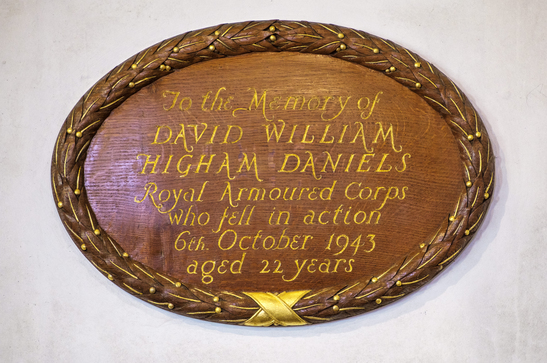 To the Memory of
DAVID WILLIAM
HIGHAM DANIELS
Royal Armoured Corps
who fell in action
6th. October 1943
aged 22 years